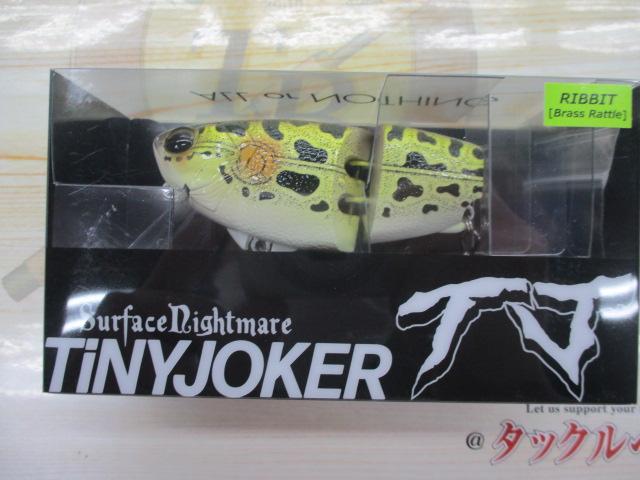 ALL or NOTHING
RIBBIT
[Brass Rattle]
Surface Nightmare
TiNYJOKER
TJ
Let us support your
@タックル